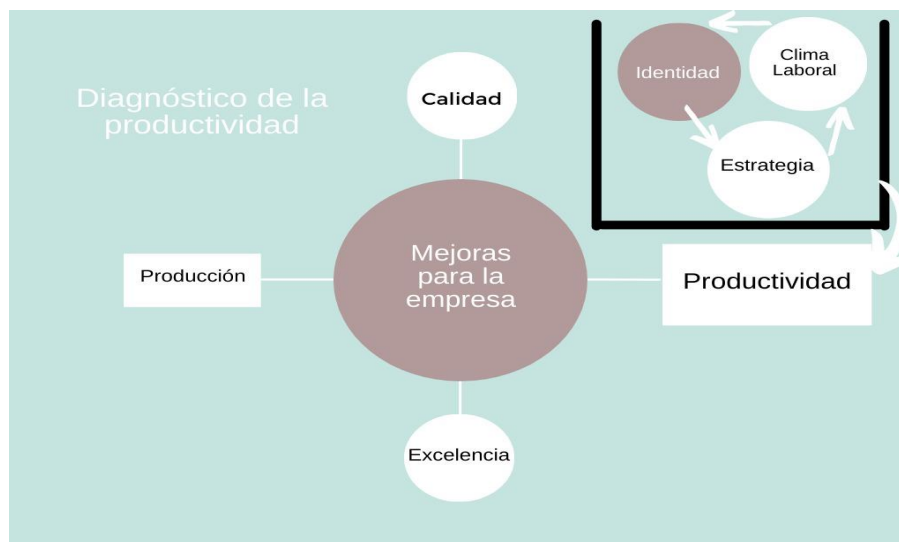 Diagnóstico de la
productividad
Calidad
Identidad
Clima
Laboral
Estrategia
Producción
Mejoras
para la
empresa
Productividad
Excelencia